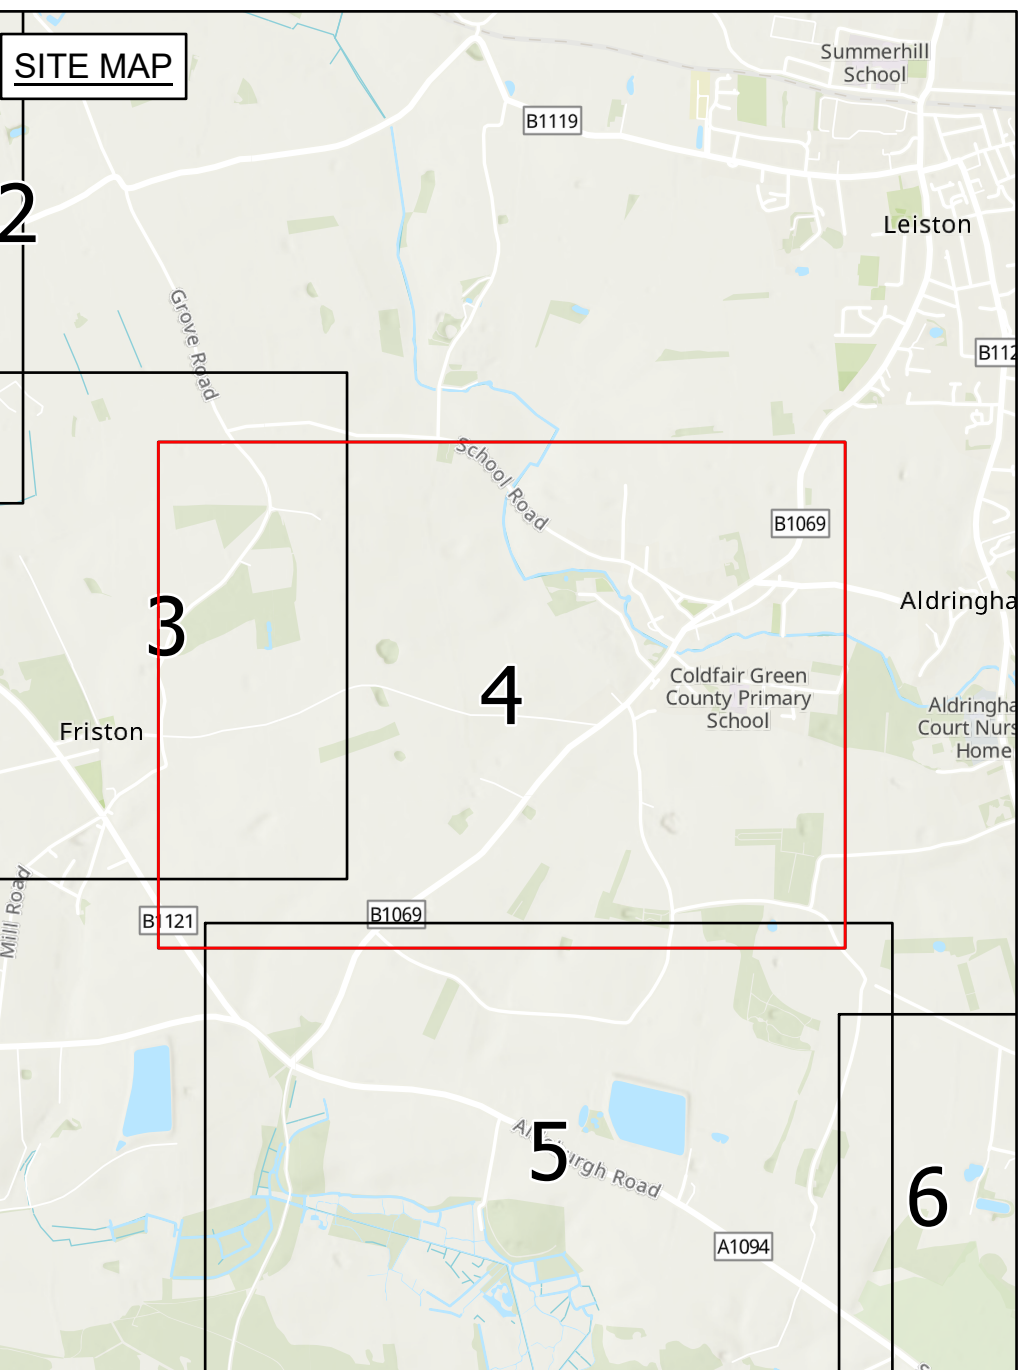 SITE MAP
Summerhill
School
B1119
2
Leiston
Grove Road
B112
School Road
B1069
3
Aldringha
4
Coldfair Green
County Primary
School
Friston
Aldringha
Court Nurs
Home
Mill Road
B1121
B1069
5
Aldeburgh Road
6
A1094